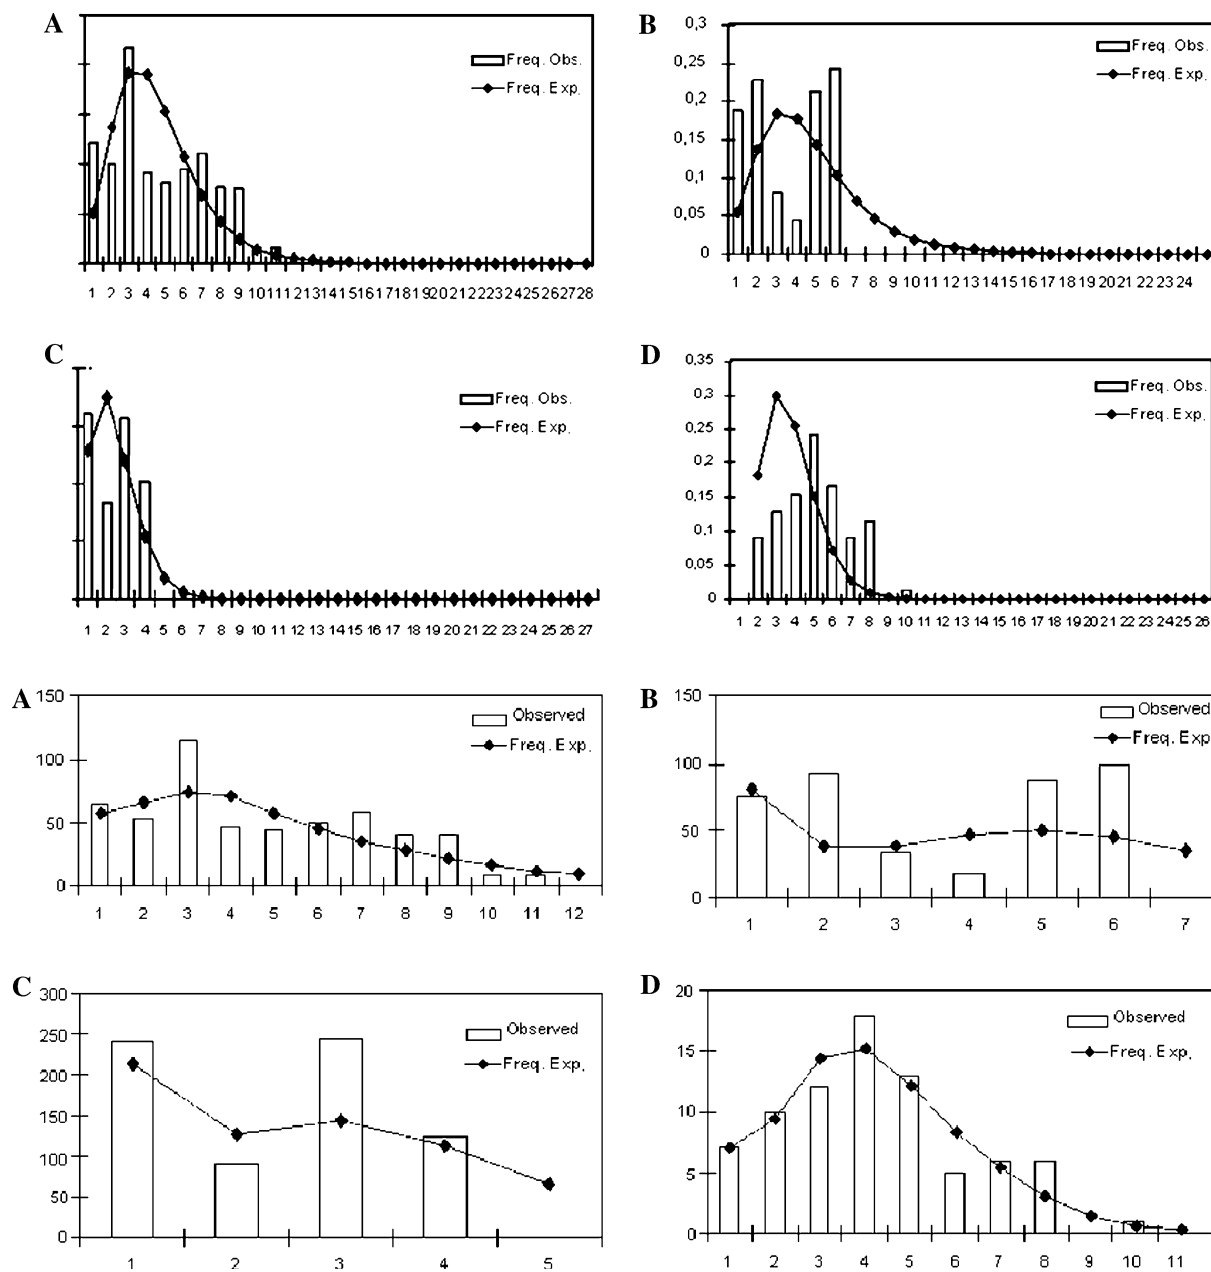 A
Freq. Obs.
Freq. Exp.
1 2 3 4 5 6 7 8 9 10 11 12 13 14 15 16 17 18 19 20 21 22 23 24 25 26 27 28
B
0,3
0,25
0,2
0,15
0,1
0,05
0
Freq. Obs.
Freq. Exp.
1 2 3 4 5 6 7 8 9 10 11 12 13 14 15 16 17 18 19 20 21 22 23 24
C
Freq. Obs.
Freq. Exp.
1 2 3 4 5 6 7 8 9 10 11 12 13 14 15 16 17 18 19 20 21 22 23 24 25 26 27
D
0,35
0,3
0,25
0,2
0,15
0,1
0,05
0
Freq. Obs.
Freq. Exp.
1 2 3 4 5 6 7 8 9 10 11 12 13 14 15 16 17 18 19 20 21 22 23 24 25 26
A
150
100
50
0
Observed
Freq. Exp.
1 2 3 4 5 6 7 8 9 10 11 12
B
150
100
50
0
Observed
Freq. Exp
1 2 3 4 5 6 7
C
300
250
200
150
100
50
0
Observed
Freq. Exp.
1 2 3 4 5
D
20
15
10
5
0
Observed
Freq. Exp.
1 2 3 4 5 6 7 8 9 10 11